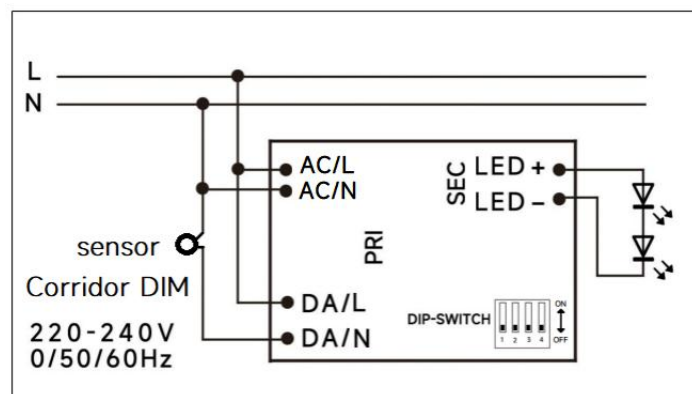 L
N
AC/L
AC/N
SEC
LED +
LED -
PRI
sensor
Corridor DIM
220-240V
0/50/60Hz
DA/L
DA/N
DIP-SWITCH
ON
OFF
1 2 3 4